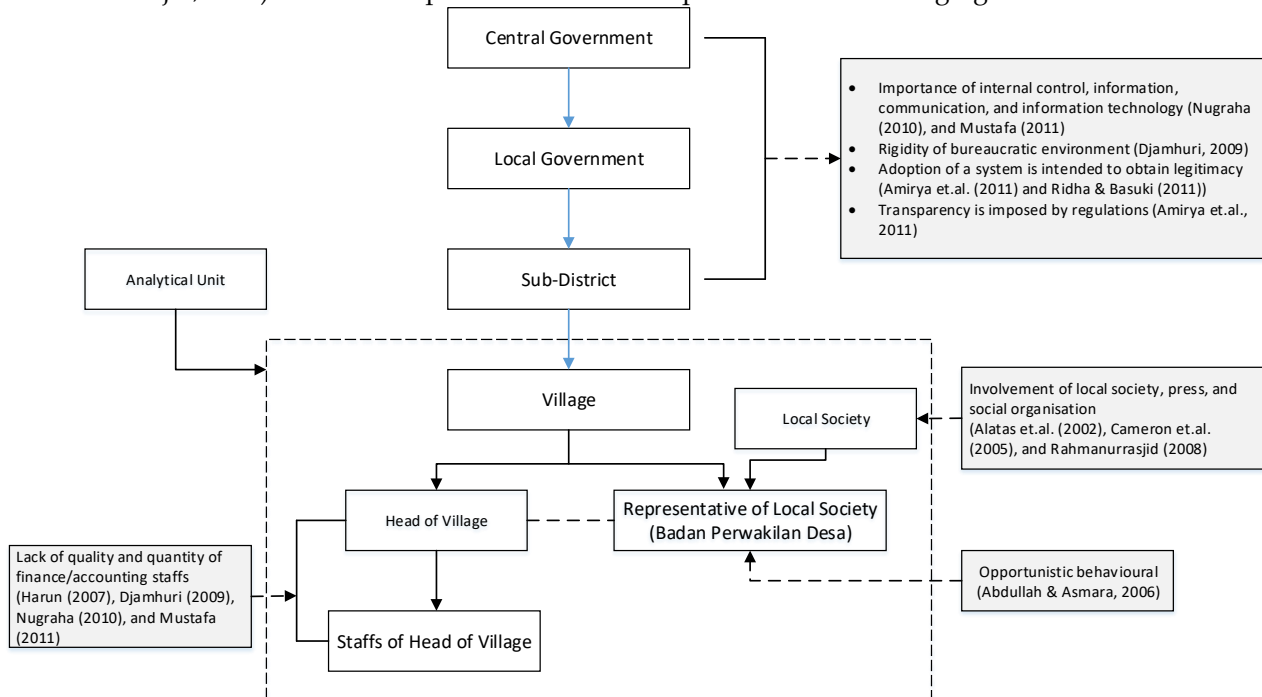 Central Government
• Importance of internal control, information,
communication, and information technology (Nugraha
(2010), and Mustafa (2011)
• Rigidity of bureaucratic environment (Djamhuri, 2009)
• Adoption of a system is intended to obtain legitimacy
(Amirya et.al. (2011) and Ridha & Basuki (2011))
• Transparency is imposed by regulations (Amirya et.al.,
2011)
Local Government
Analytical Unit
Sub-District
Village
Local Society
Involvement of local society, press, and
social organisation
(Alatas et.al. (2002), Cameron et.al.
(2005), and Rahmanurrasjid (2008)
Head of Village
Representative of Local Society
(Badan Perwakilan Desa)
Lack of quality and quantity of
finance/accounting staffs
(Harun (2007), Djamhuri (2009),
Nugraha (2010), and Mustafa
(2011)
Opportunistic behavioural
(Abdullah & Asmara, 2006)
Staffs of Head of Village